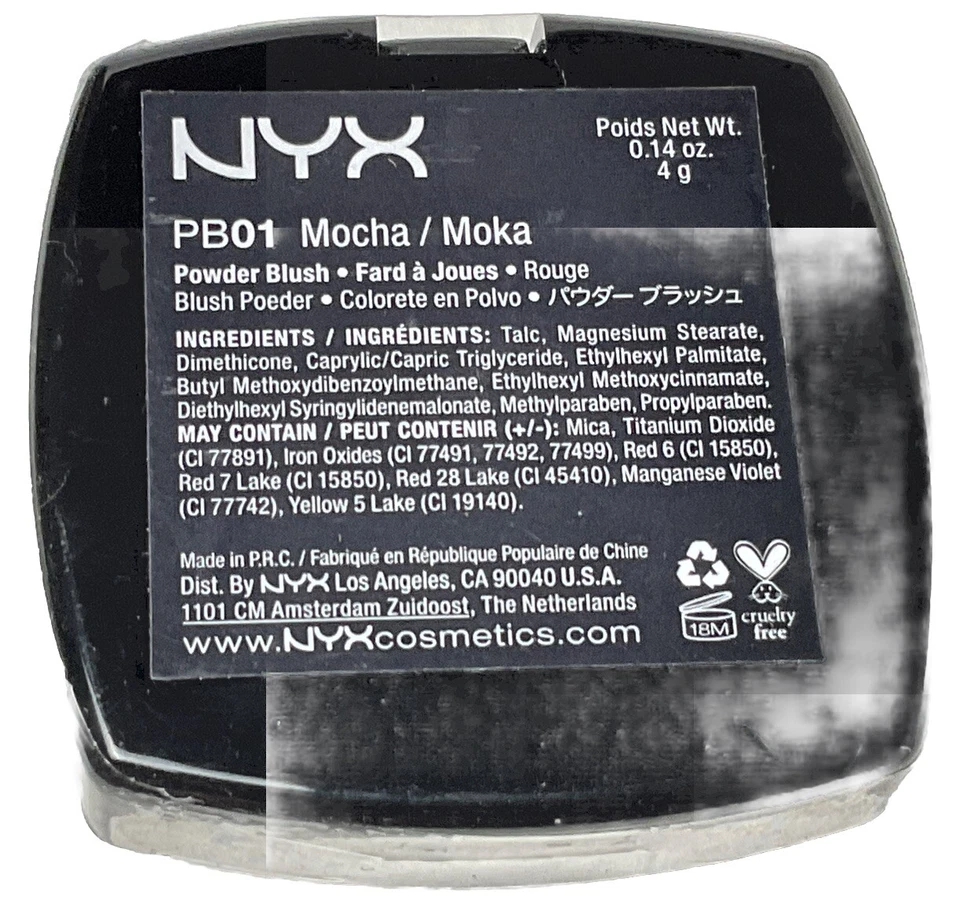 NYX
Poids Net Wt.
0.14 oz.
4 g
PB01 Mocha / Moka
Powder Blush • Fard à Joues • Rouge
Blush Poeder • Colorete en Polvo • パウダー ブラッシュ
INGREDIENTS / INGRÉDIENTS: Talc, Magnesium Stearate,
Dimethicone, Caprylic/Capric Triglyceride, Ethylhexyl Palmitate,
Butyl Methoxydibenzoylmethane, Ethylhexyl Methoxycinnamate,
Diethylhexyl Syringylidenemalonate, Methylparaben, Propylparaben.
MAY CONTAIN / PEUT CONTENIR (+/-): Mica, Titanium Dioxide
(CI 77891), Iron Oxides (CI 77491, 77492, 77499), Red 6 (CI 15850),
Red 7 Lake (CI 15850), Red 28 Lake (CI 45410), Manganese Violet
(CI 77742), Yellow 5 Lake (CI 19140).
Made in P.R.C. / Fabriqué en République Populaire de Chine
Dist. By NYX Los Angeles, CA 90040 U.S.A.
1101 CM Amsterdam Zuidoost, The Netherlands
www.NYXcosmetics.com
18M
cruelty
free